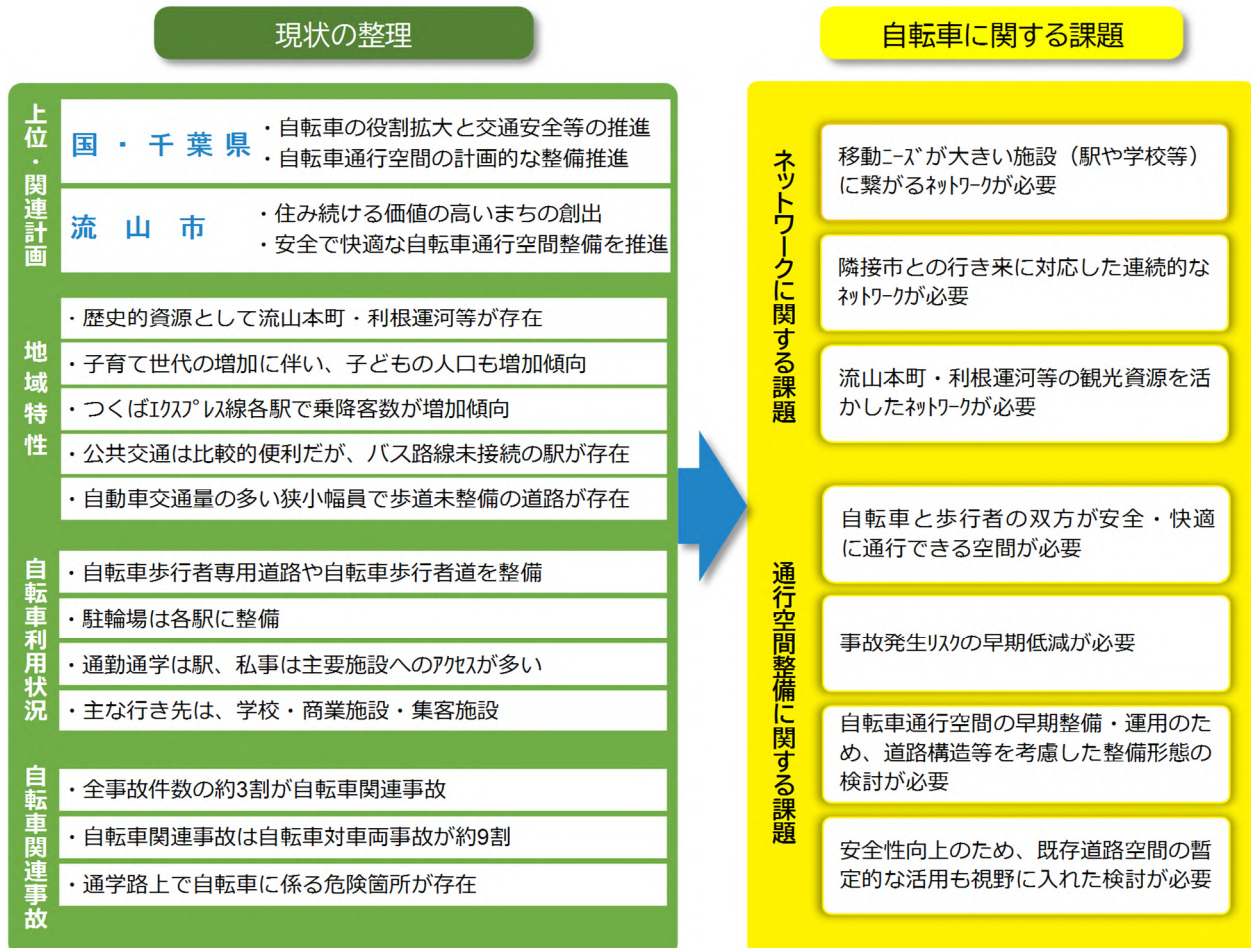 現状の整理
上位・関連計画
国・千葉県
・自転車の役割拡大と交通安全等の推進
・自転車通行空間の計画的な整備推進
流山市
・住み続ける価値の高いまちの創出
・安全で快適な自転車通行空間整備を推進
地域特性
・歴史的資源として流山本町・利根運河等が存在
・子育て世代の増加に伴い、子どもの人口も増加傾向
・つくばｴｸｽﾌﾟﾚｽ線各駅で乗降客数が増加傾向
・公共交通は比較的便利だが、バス路線未接続の駅が存在
・自動車交通量の多い狭小幅員で歩道未整備の道路が存在
自転車利用状況
・自転車歩行者専用道路や自転車歩行者道を整備
・駐輪場は各駅に整備
・通勤通学は駅、私事は主要施設へのｱｸｾｽが多い
・主な行き先は、学校・商業施設・集客施設
自転車関連事故
・全事故件数の約3割が自転車関連事故
・自転車関連事故は自転車対車両事故が約9割
・通学路上で自転車に係る危険箇所が存在
自転車に関する課題
ネットワークに関する課題
移動ﾆｰｽﾞが大きい施設（駅や学校等）
に繋がるﾈｯﾄﾜｰｸが必要
隣接市との行き来に対応した連続的な
ﾈｯﾄﾜｰｸが必要
流山本町・利根運河等の観光資源を活
かしたﾈｯﾄﾜｰｸが必要
通行空間整備に関する課題
自転車と歩行者の双方が安全・快適
に通行できる空間が必要
事故発生ﾘｽｸの早期低減が必要
自転車通行空間の早期整備・運用のた
め、道路構造等を考慮した整備形態の
検討が必要
安全性向上のため、既存道路空間の暫
定的な活用も視野に入れた検討が必要